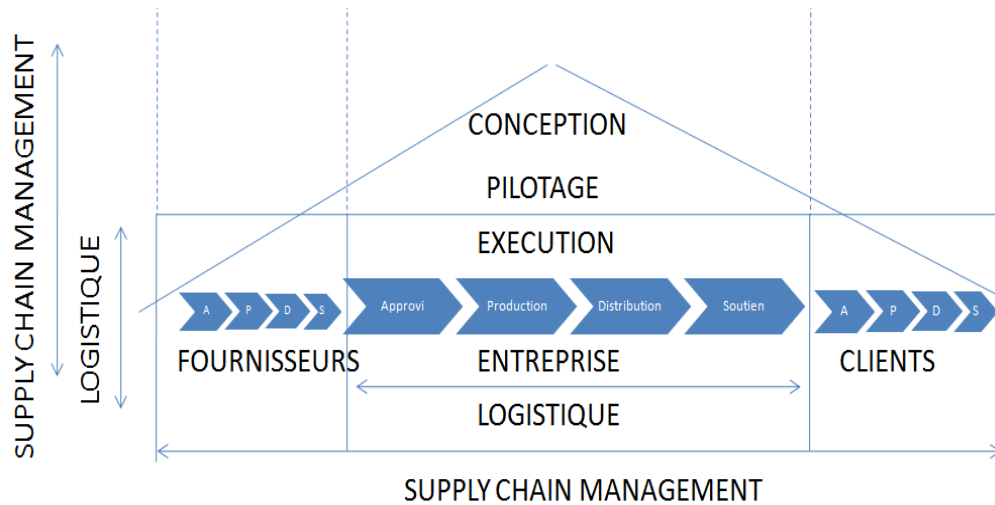 SUPPLY CHAIN MANAGEMENT
LOGISTIQUE
CONCEPTION
PILOTAGE
EXECUTION
A P D S
Approvi Production Distribution Soutien
A P D S
FOURNISSEURS ENTREPRISE CLIENTS
LOGISTIQUE
SUPPLY CHAIN MANAGEMENT